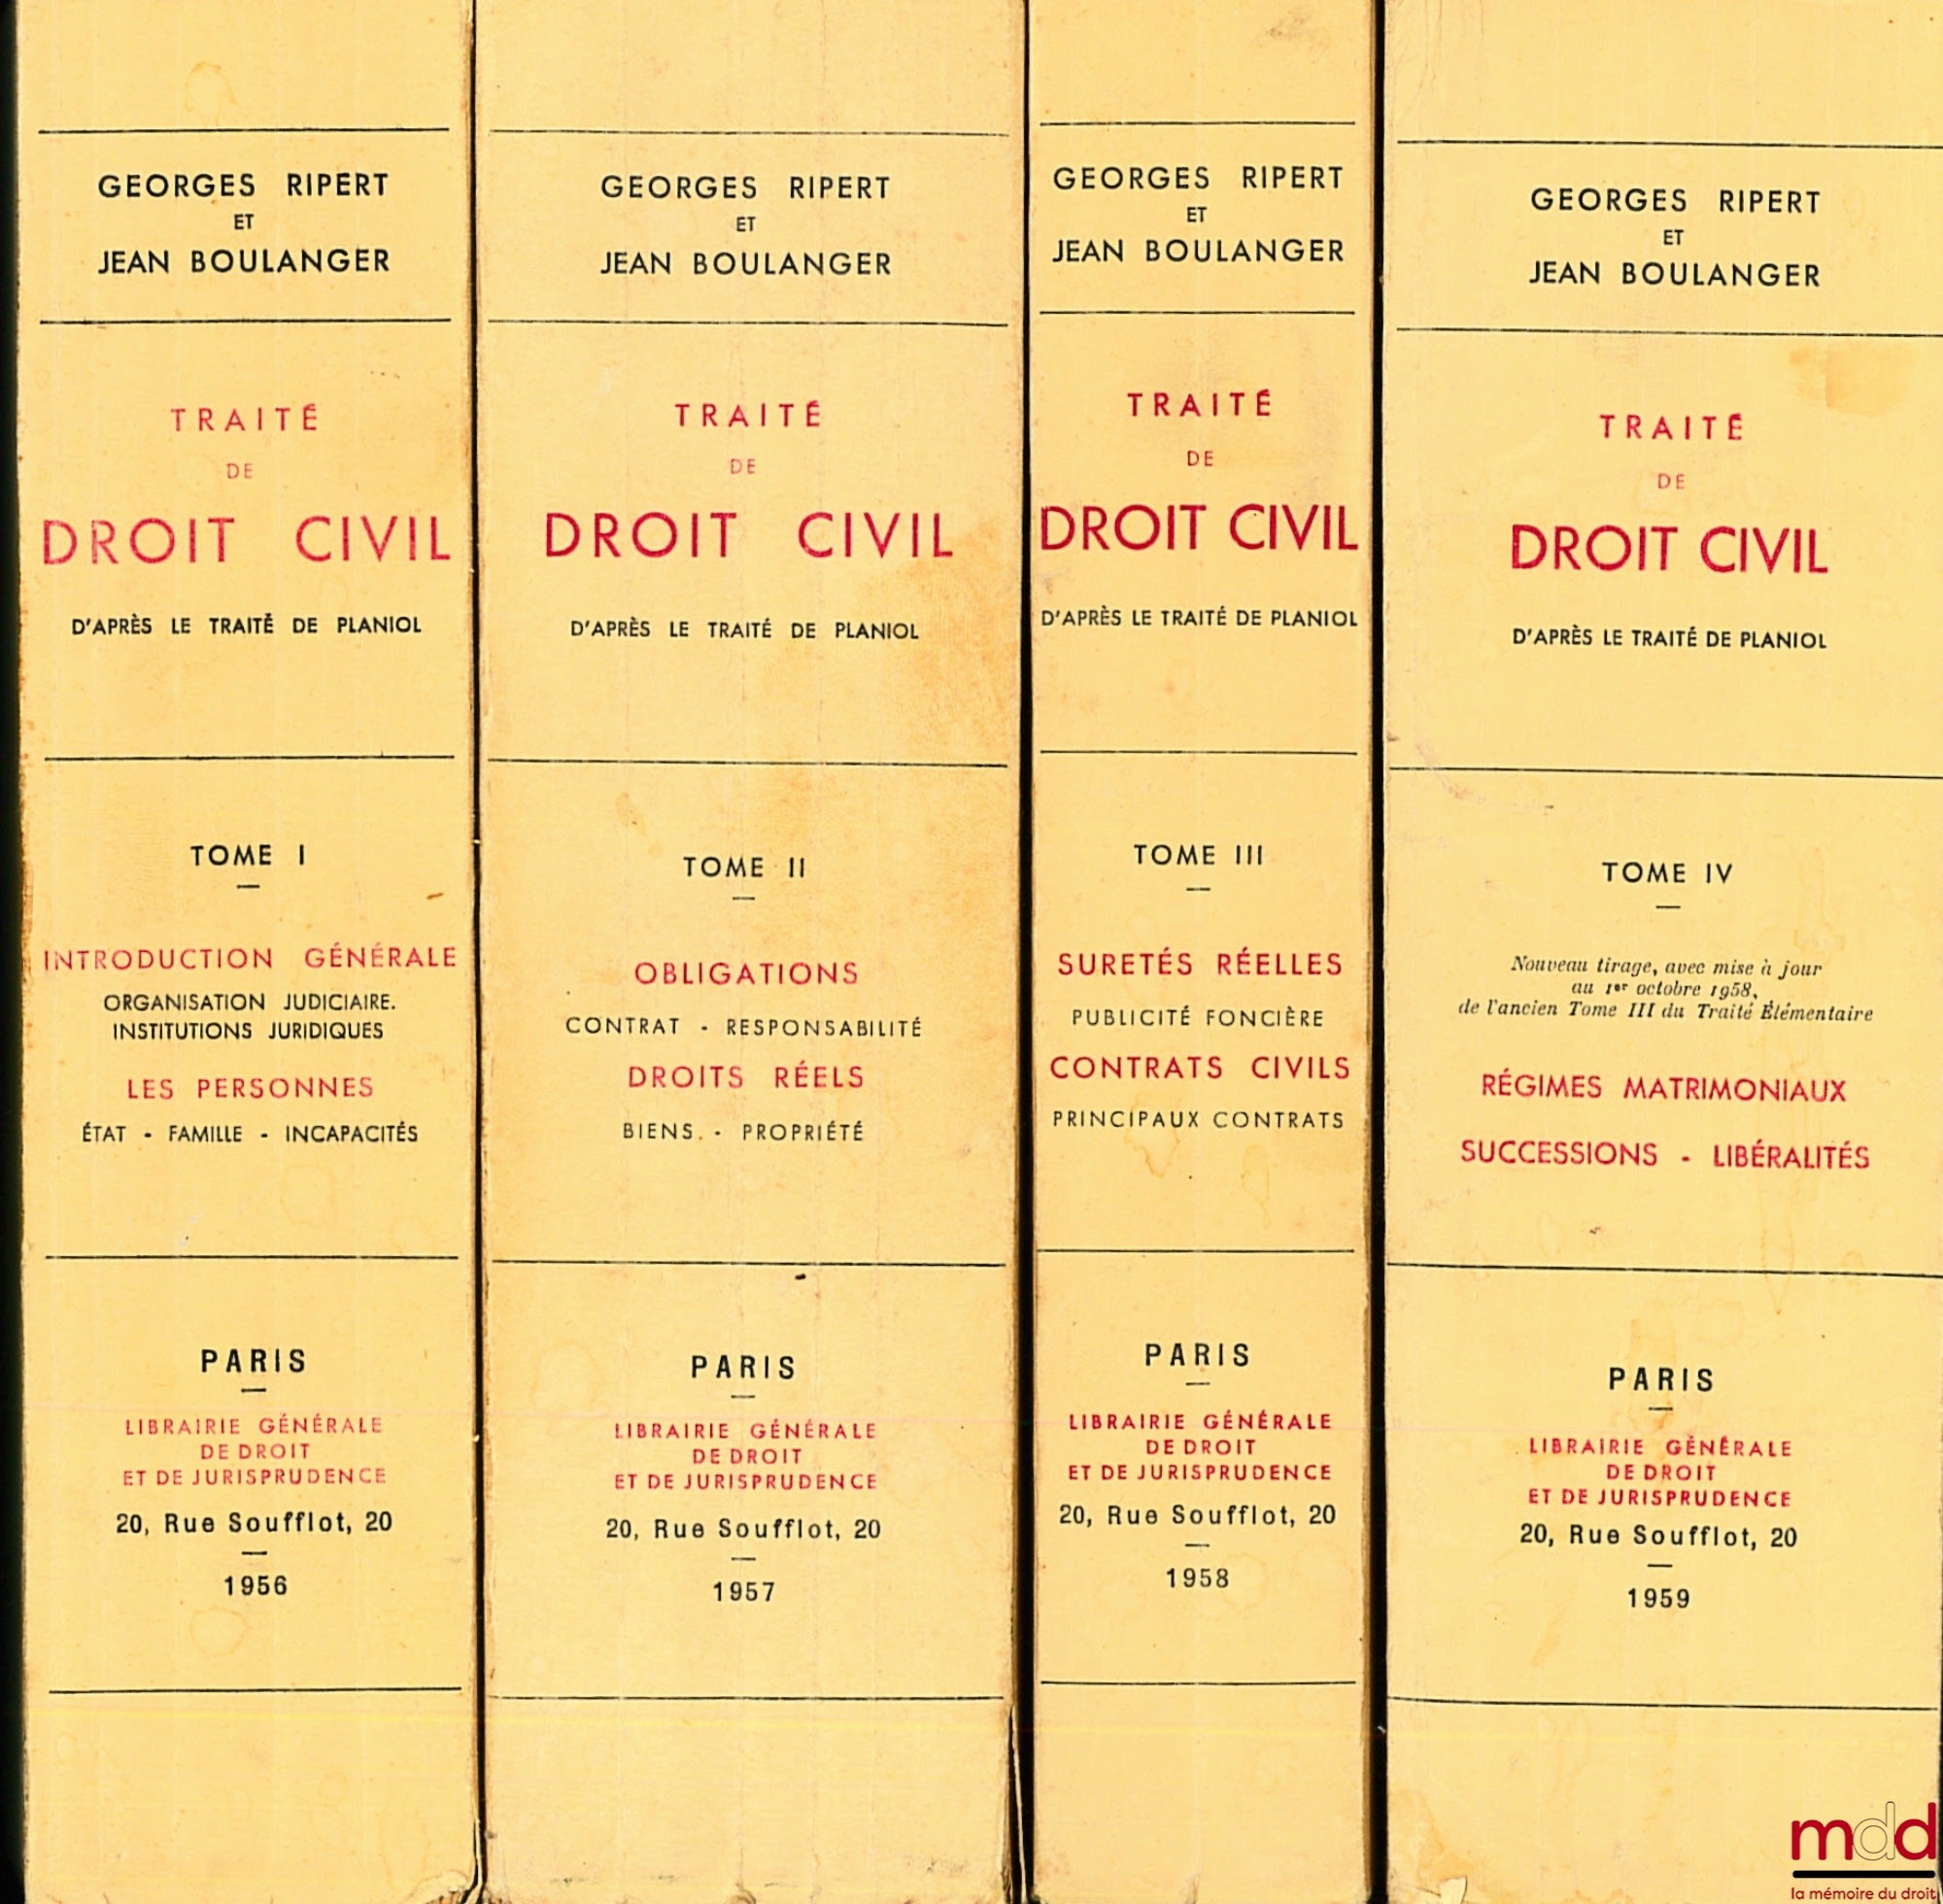 GEORGES RIPERT
ET
JEAN BOULANGER
TRAITÉ
DE
DROIT CIVIL
D'APRÈS LE TRAITÉ DE PLANIOL
TOME I
INTRODUCTION GÉNÉRALE
ORGANISATION JUDICIAIRE.
INSTITUTIONS JURIDIQUES
LES PERSONNES
ÉTAT - FAMILLE - INCAPACITÉS
PARIS
LIBRAIRIE GÉNÉRALE
DE DROIT
ET DE JURISPRUDENCE
20, Rue Soufflot, 20
1956
GEORGES RIPERT
ET
JEAN BOULANGER
TRAITÉ
DE
DROIT CIVIL
D'APRÈS LE TRAITÉ DE PLANIOL
TOME II
OBLIGATIONS
CONTRAT - RESPONSABILITÉ
DROITS RÉELS
BIENS. - PROPRIÉTÉ
PARIS
LIBRAIRIE GÉNÉRALE
DE DROIT
ET DE JURISPRUDENCE
20, Rue Soufflot, 20
1957
GEORGES RIPERT
ET
JEAN BOULANGER
TRAITÉ
DE
DROIT CIVIL
D'APRÈS LE TRAITÉ DE PLANIOL
TOME III
SURETÉS RÉELLES
PUBLICITÉ FONCIÈRE
CONTRATS CIVILS
PRINCIPAUX CONTRATS
PARIS
LIBRAIRIE GÉNÉRALE
DE DROIT
ET DE JURISPRUDENCE
20, Rue Soufflot, 20
1958
GEORGES RIPERT
ET
JEAN BOULANGER
TRAITÉ
DE
DROIT CIVIL
D'APRÈS LE TRAITÉ DE PLANIOL
TOME IV
Nouveau tirage, avec mise à jour
au 1er octobre 1958,
de l'ancien Tome III du Traité Élémentaire
RÉGIMES MATRIMONIAUX
SUCCESSIONS - LIBÉRALITÉS
PARIS
LIBRAIRIE GÉNÉRALE
DE DROIT
ET DE JURISPRUDENCE
20, Rue Soufflot, 20
1959
mdd
la mémoire du droit